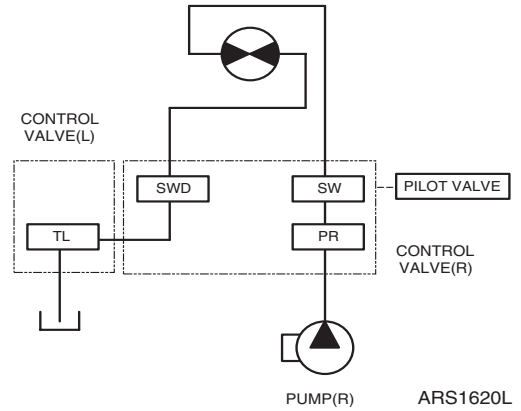 CONTROL
VALVE(L)
SWD
SW
PILOT VALVE
TL
PR
CONTROL
VALVE(R)
PUMP(R)
ARS1620L